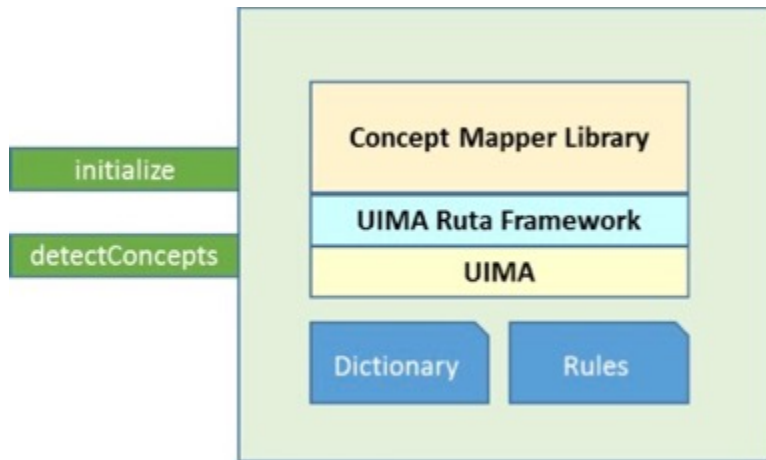 Concept Mapper Library
initialize
UIMA Ruta Framework
detectConcepts
UIMA
Dictionary
Rules